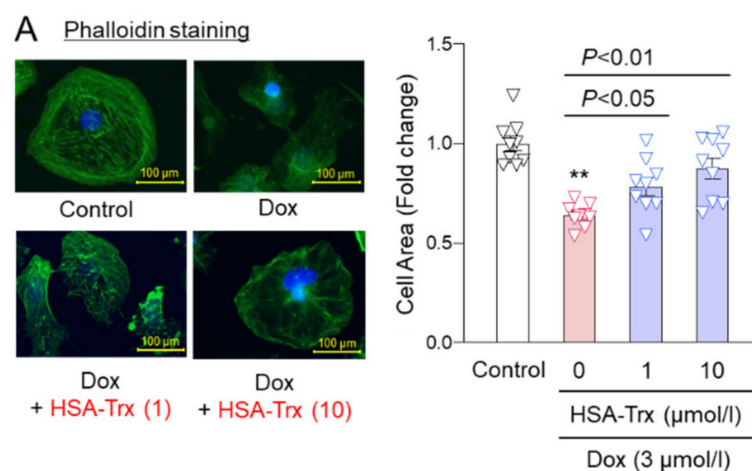 A Phalloidin staining
100 μm
100 μm
Control
Dox
100 μm
100 μm
Dox
+ HSA-Trx (1)
Dox
+ HSA-Trx (10)
Cell Area (Fold change)
1.5
1.0
0.5
0.0
P<0.01
P<0.05
**
Control
0
1
10
HSA-Trx (μmol/l)
Dox (3 μmol/l)